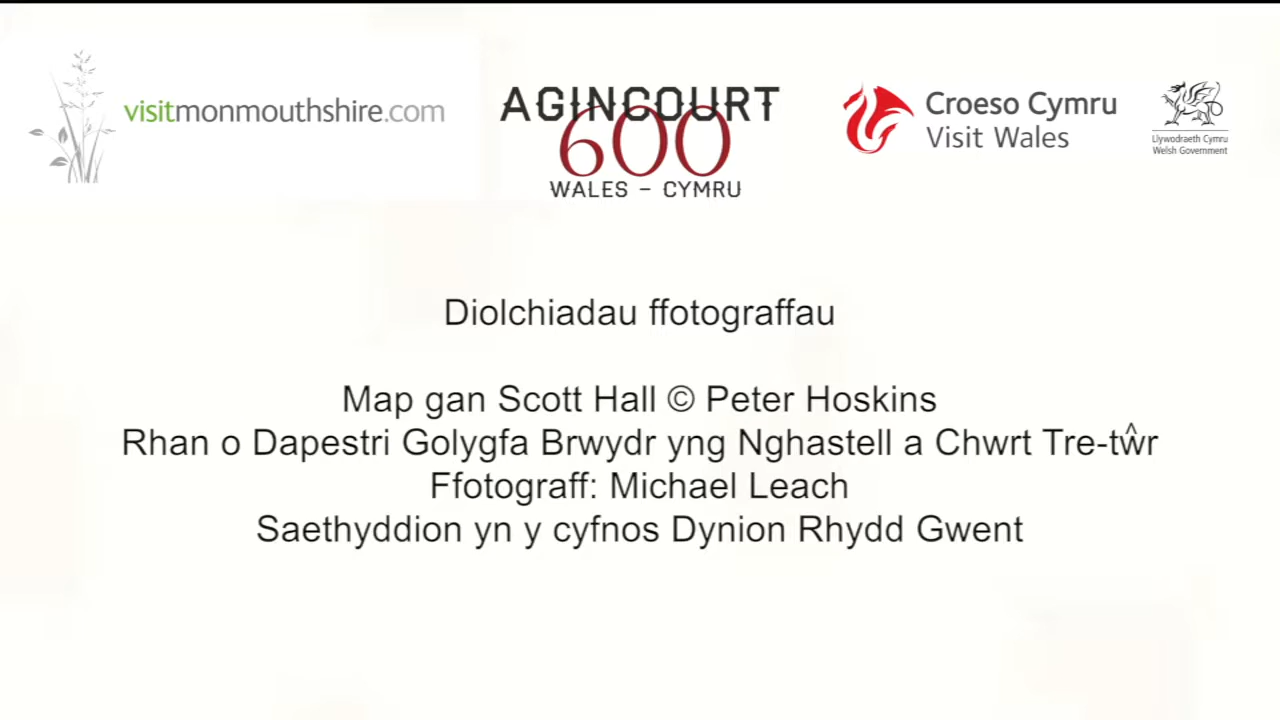 visitmonmouthshire.com
AGINCOURT
600
WALES - CYMRU
Croeso Cymru
Visit Wales
Llywodraeth Cymru
Welsh Government
Diolchiadau ffotograffau
Map gan Scott Hall © Peter Hoskins
Rhan o Dapestri Golygfa Brwydr yng Nghastell a Chwrt Tre-tŵr
Ffotograff: Michael Leach
Saethyddion yn y cyfnos Dynion Rhydd Gwent